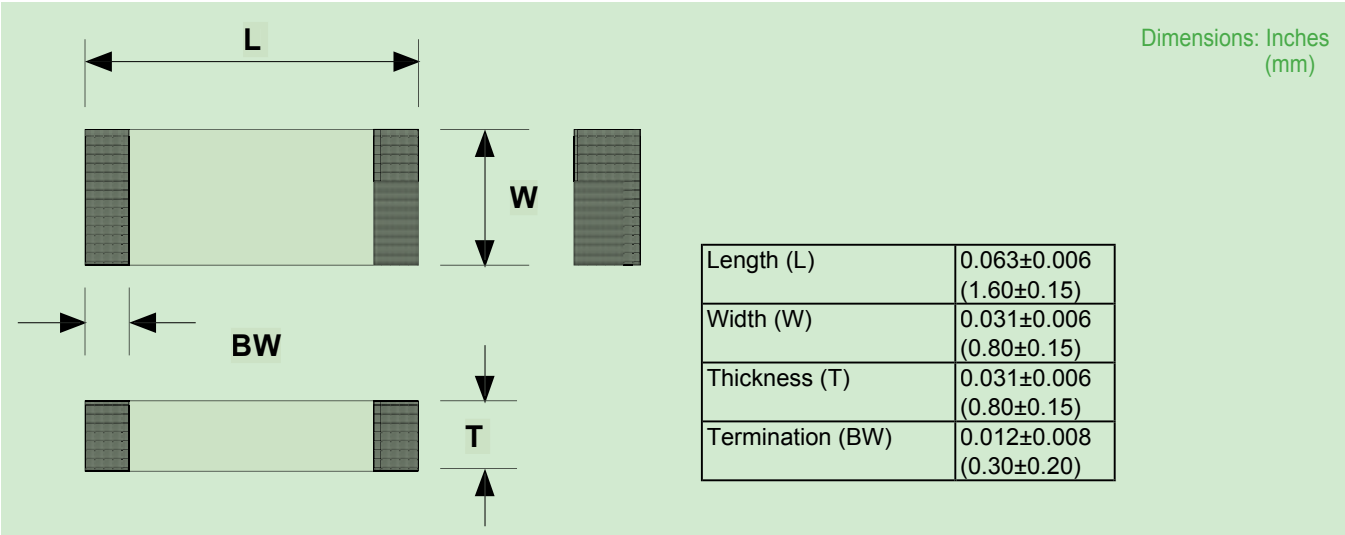 L
Dimensions: Inches
(mm)
W
BW
T
Length (L) 0.063±0.006
(1.60±0.15)
Width (W) 0.031±0.006
(0.80±0.15)
Thickness (T) 0.031±0.006
(0.80±0.15)
Termination (BW) 0.012±0.008
(0.30±0.20)